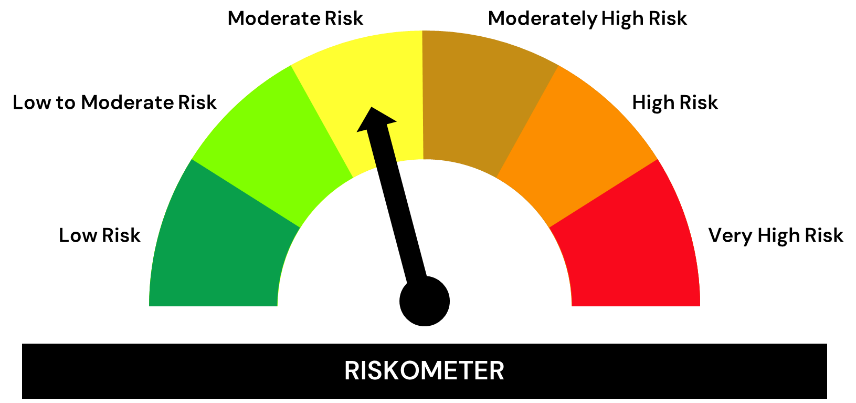 Moderate Risk
Moderately High Risk
Low to Moderate Risk
High Risk
Low Risk
Very High Risk
RISKOMETER